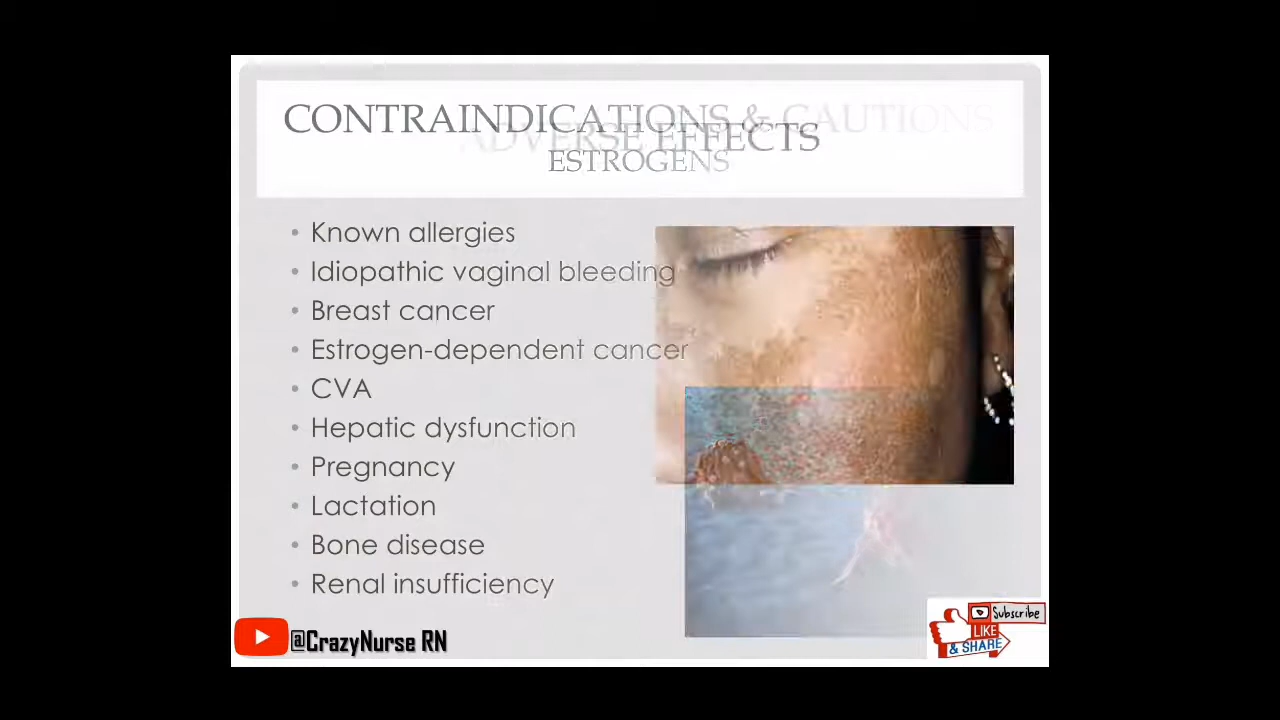 CONTRAINDICATIONS & CAUTIONS
ADVERSE EFFECTS
ESTROGENS
• Known allergies
• Idiopathic vaginal bleeding
• Breast cancer
• Estrogen-dependent cancer
• CVA
• Hepatic dysfunction
• Pregnancy
• Lactation
• Bone disease
• Renal insufficiency
@CrazyNurse RN
Subscribe
LIKE
& SHARE